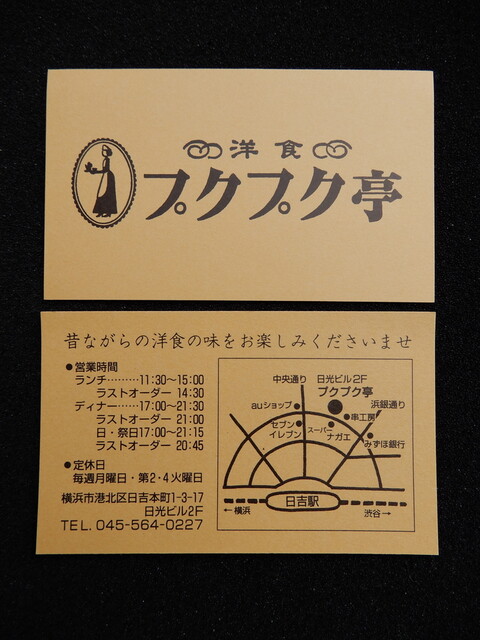 洋食
プクプク亭
昔ながらの洋食の味をお楽しみくださいませ
●営業時間
ランチ………11:30〜15:00
ラストオーダー 14:30
ディナー……17:00〜21:30
ラストオーダー 21:00
日・祭日17:00〜21:15
ラストオーダー 20:45
●定休日
毎週月曜日・第2・4火曜日
横浜市港北区日吉本町1-3-17
日光ビル2F
TEL. 045-564-0227
中央通り
日光ビル2F
プクプク亭
浜銀通り
auショップ
串工房
セブン
イレブン
スーパー
ナガエ
みずほ銀行
日吉駅
←横浜
渋谷→